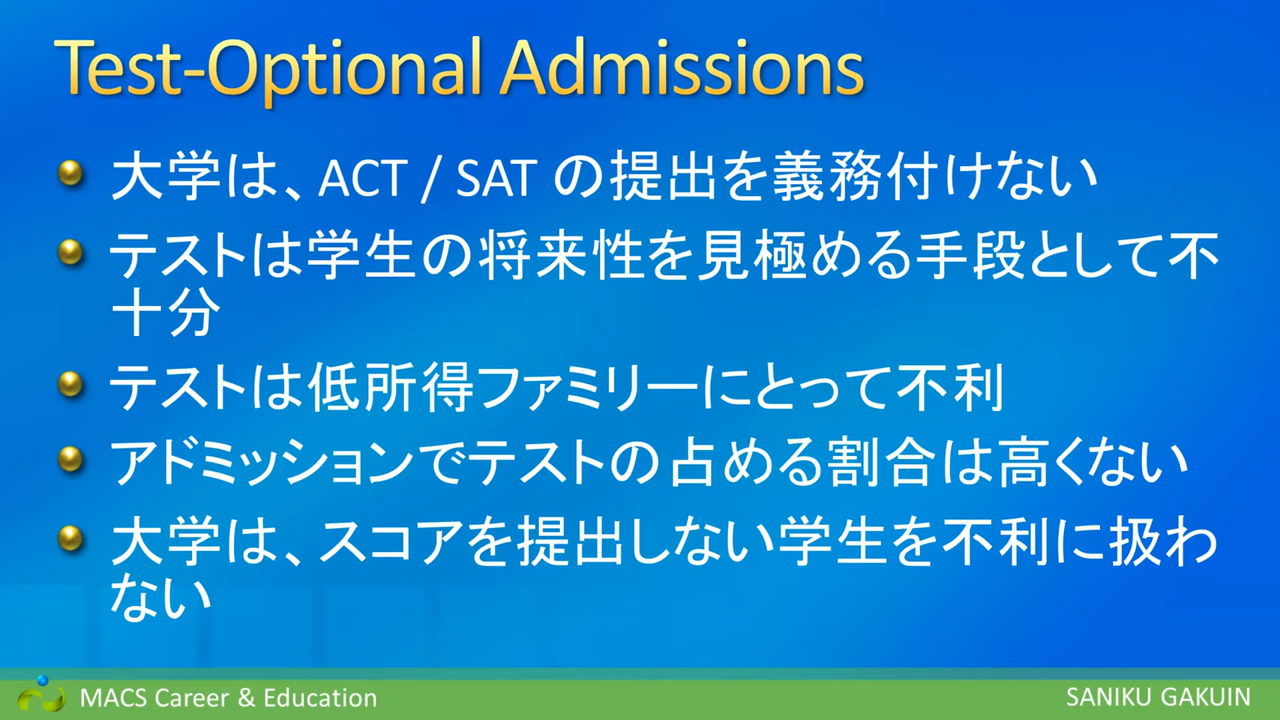 Test-Optional Admissions
大学は、ACT / SAT の提出を義務付けない
テストは学生の将来性を見極める手段として不
十分
テストは低所得ファミリーにとって不利
アドミッションでテストの占める割合は高くない
大学は、スコアを提出しない学生を不利に扱わ
ない
MACS Career & Education
SANIKU GAKUIN